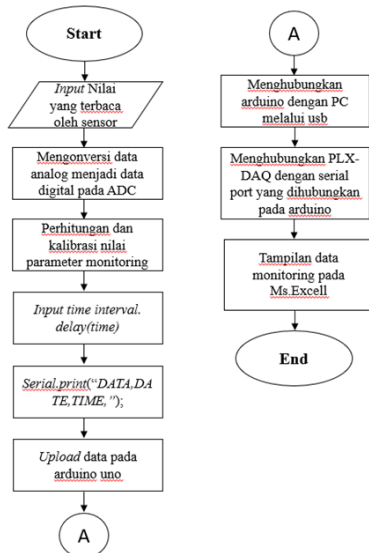 Start
Input Nilai
yang terbaca
oleh sensor
Mengonversi data
analog menjadi data
digital pada ADC
Perhitungan dan
kalibrasi nilai
parameter monitoring
Input time interval.
delay(time)
Serial.print(“DATA,DA
TE,TIME,”);
Upload data pada
arduino uno
A
A
Menghubungkan
arduino dengan PC
melalui usb
Menghubungkan PLX-
DAQ dengan serial
port yang dihubungkan
pada arduino
Tampilan data
monitoring pada
Ms.Excell
End